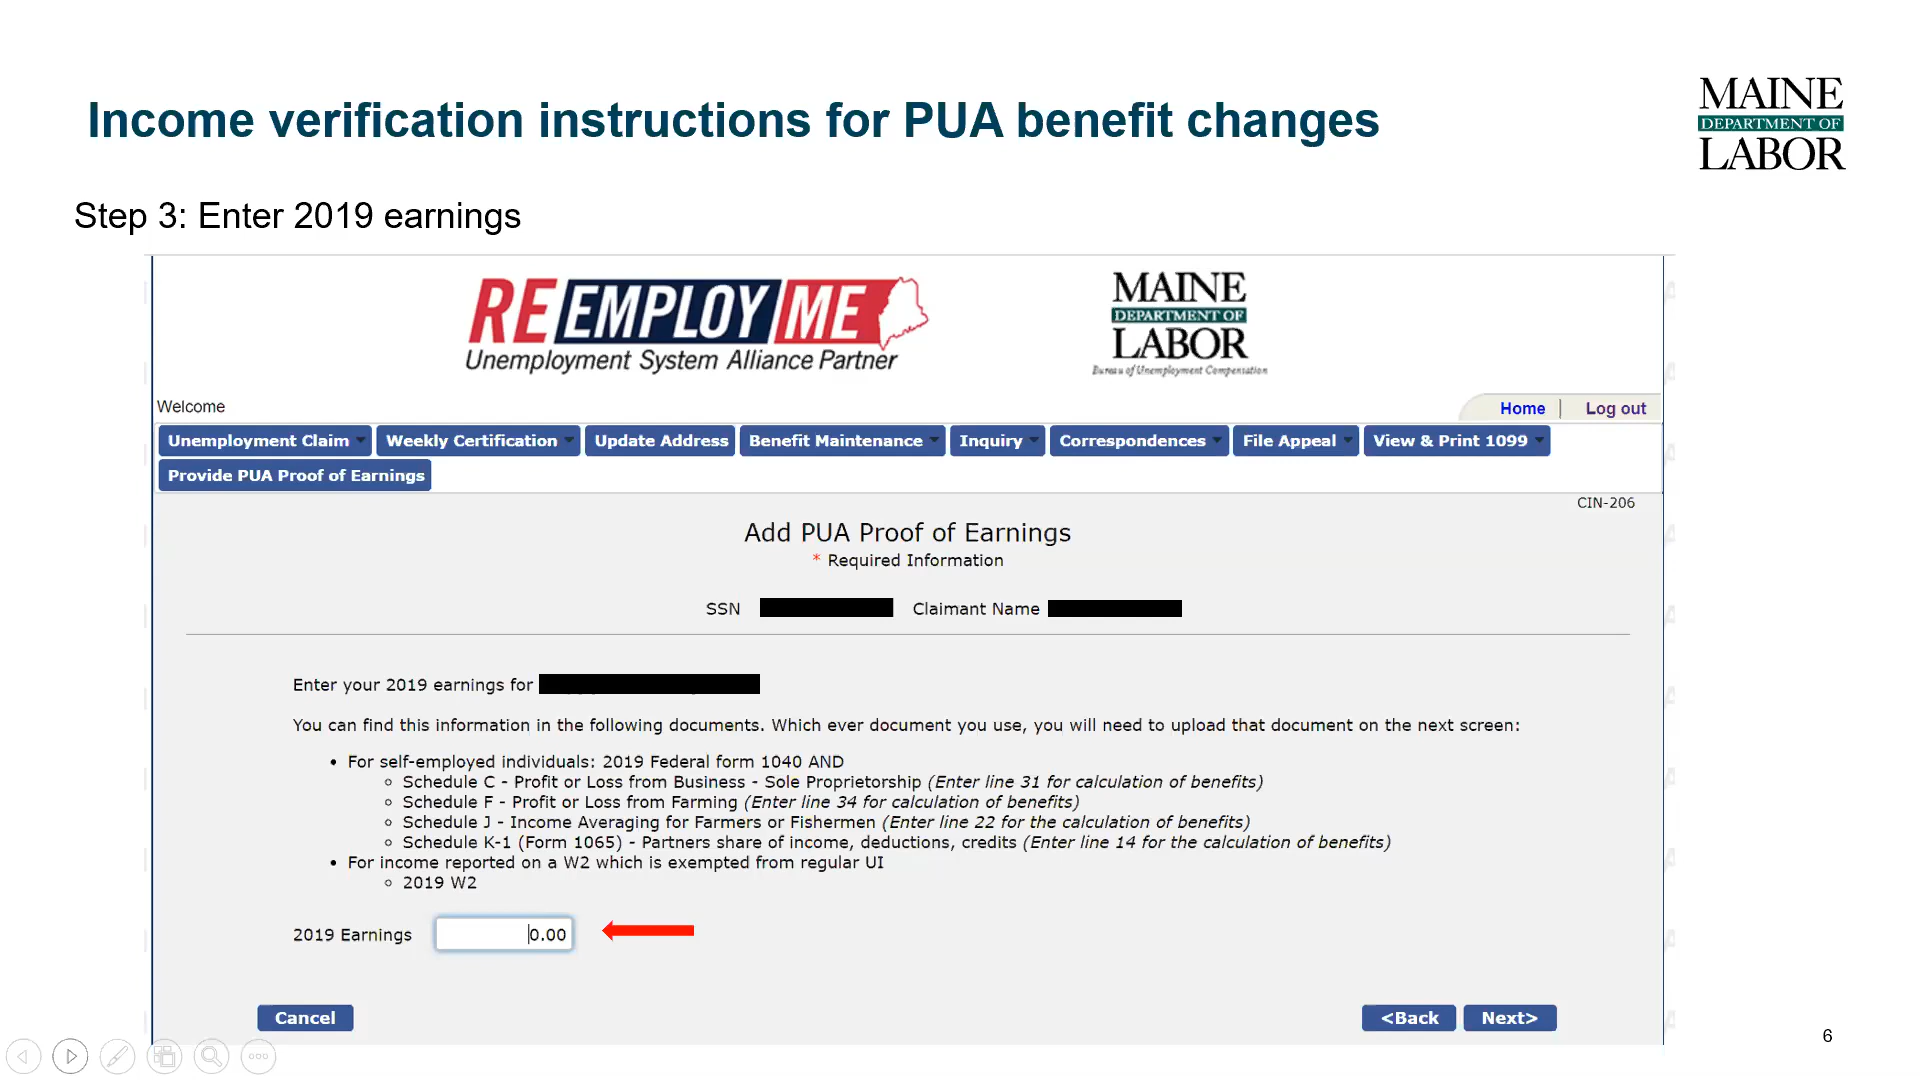 Income verification instructions for PUA benefit changes
MAINE
DEPARTMENT OF
LABOR
Step 3: Enter 2019 earnings
REEMPLOYME
Unemployment System Alliance Partner
MAINE
DEPARTMENT OF
LABOR
Bureau of Unemployment Compensation
Welcome
Home | Log out
Unemployment Claim Weekly Certification Update Address Benefit Maintenance Inquiry Correspondences File Appeal View & Print 1099
Provide PUA Proof of Earnings
CIN-206
Add PUA Proof of Earnings
* Required Information
SSN Claimant Name
Enter your 2019 earnings for
You can find this information in the following documents. Which ever document you use, you will need to upload that document on the next screen:
• For self-employed individuals: 2019 Federal form 1040 AND
◦ Schedule C - Profit or Loss from Business - Sole Proprietorship (Enter line 31 for calculation of benefits)
◦ Schedule F - Profit or Loss from Farming (Enter line 34 for calculation of benefits)
◦ Schedule J - Income Averaging for Farmers or Fishermen (Enter line 22 for the calculation of benefits)
◦ Schedule K-1 (Form 1065) - Partners share of income, deductions, credits (Enter line 14 for the calculation of benefits)
• For income reported on a W2 which is exempted from regular UI
◦ 2019 W2
2019 Earnings 0.00
Cancel <Back Next>
6